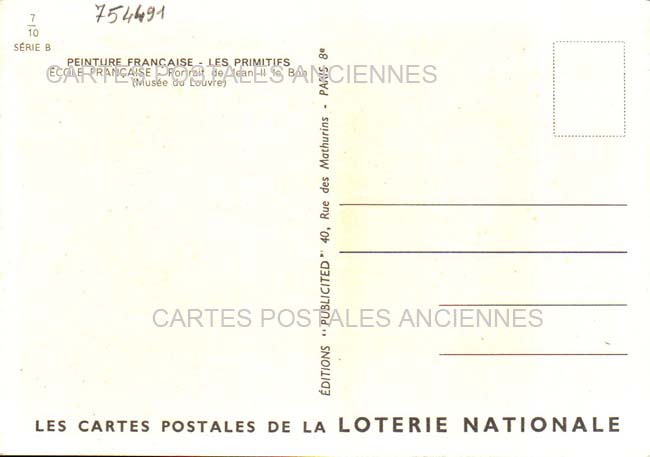 754491
7
10
SÉRIE B
PEINTURE FRANÇAISE - LES PRIMITIFS
ÉCOLE FRANÇAISE - Portrait de Jean II le Bon
(Musée du Louvre)
CARTES POSTALES ANCIENNES
ÉDITIONS "PUBLICITED" 40, Rue des Mathurins - PARIS 8e
CARTES POSTALES ANCIENNES
LES CARTES POSTALES DE LA LOTERIE NATIONALE